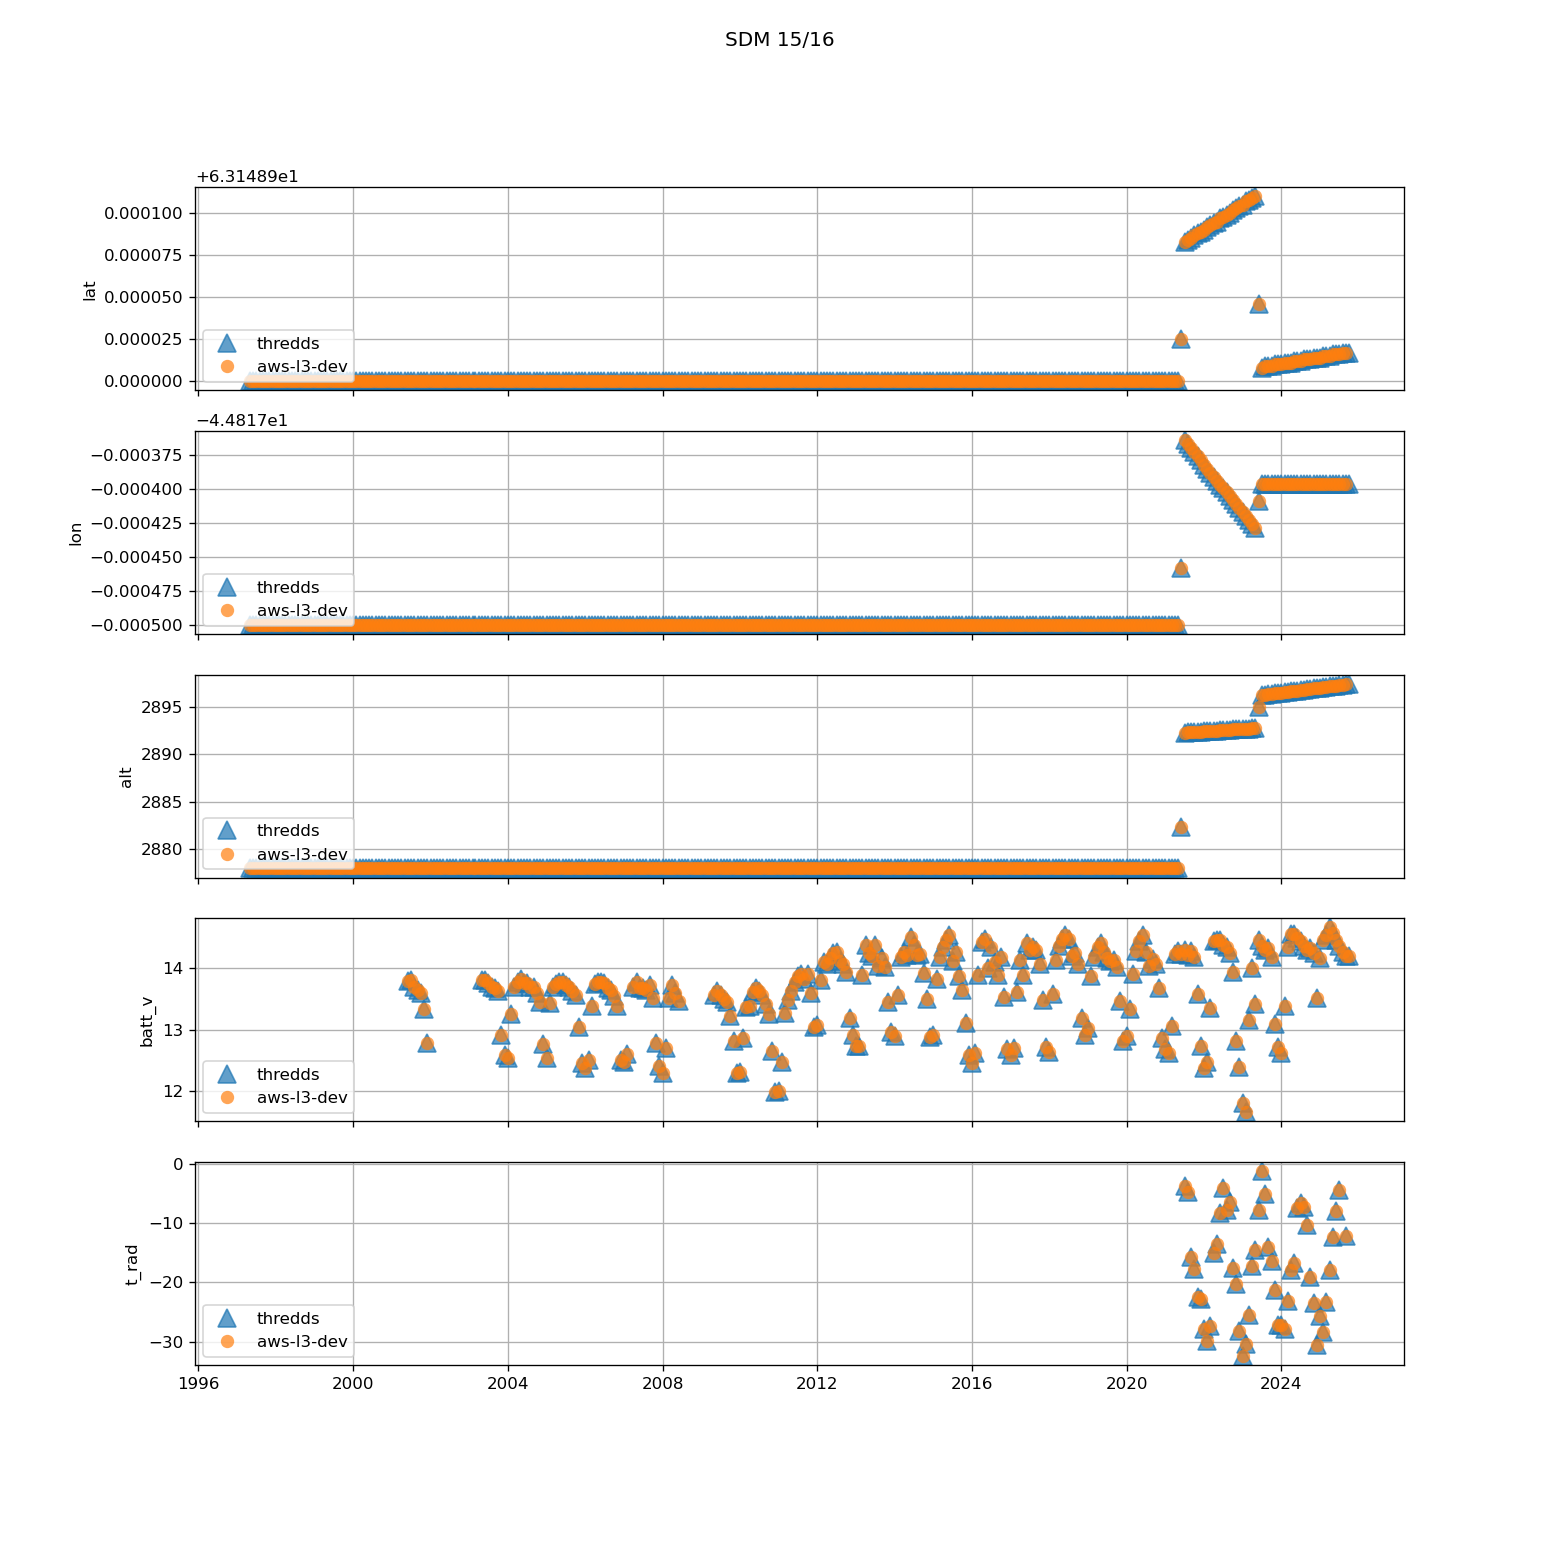 SDM 15/16
+6.31489e1
0.000100
0.000075
0.000050
0.000025
0.000000
lat
thredds
aws-l3-dev
−4.4817e1
−0.000375
−0.000400
−0.000425
−0.000450
−0.000475
−0.000500
lon
thredds
aws-l3-dev
2895
2890
2885
2880
alt
thredds
aws-l3-dev
14
13
12
batt_v
thredds
aws-l3-dev
0
−10
−20
−30
t_rad
thredds
aws-l3-dev
1996 2000 2004 2008 2012 2016 2020 2024